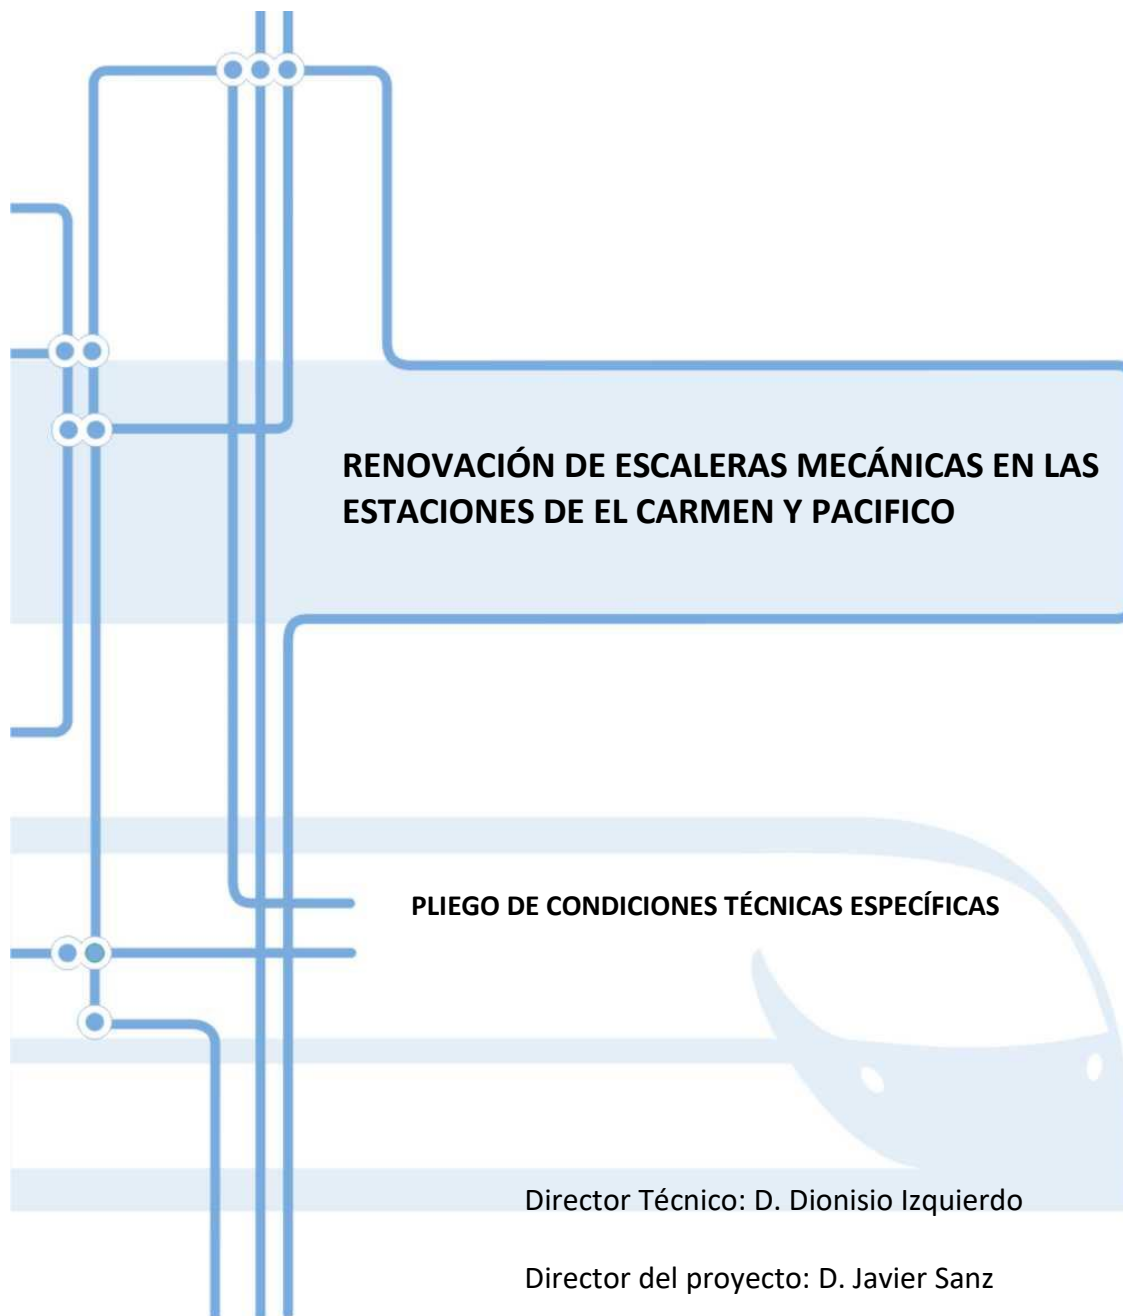 RENOVACIÓN DE ESCALERAS MECÁNICAS EN LAS
ESTACIONES DE EL CARMEN Y PACIFICO
PLIEGO DE CONDICIONES TÉCNICAS ESPECÍFICAS
Director Técnico: D. Dionisio Izquierdo
Director del proyecto: D. Javier Sanz